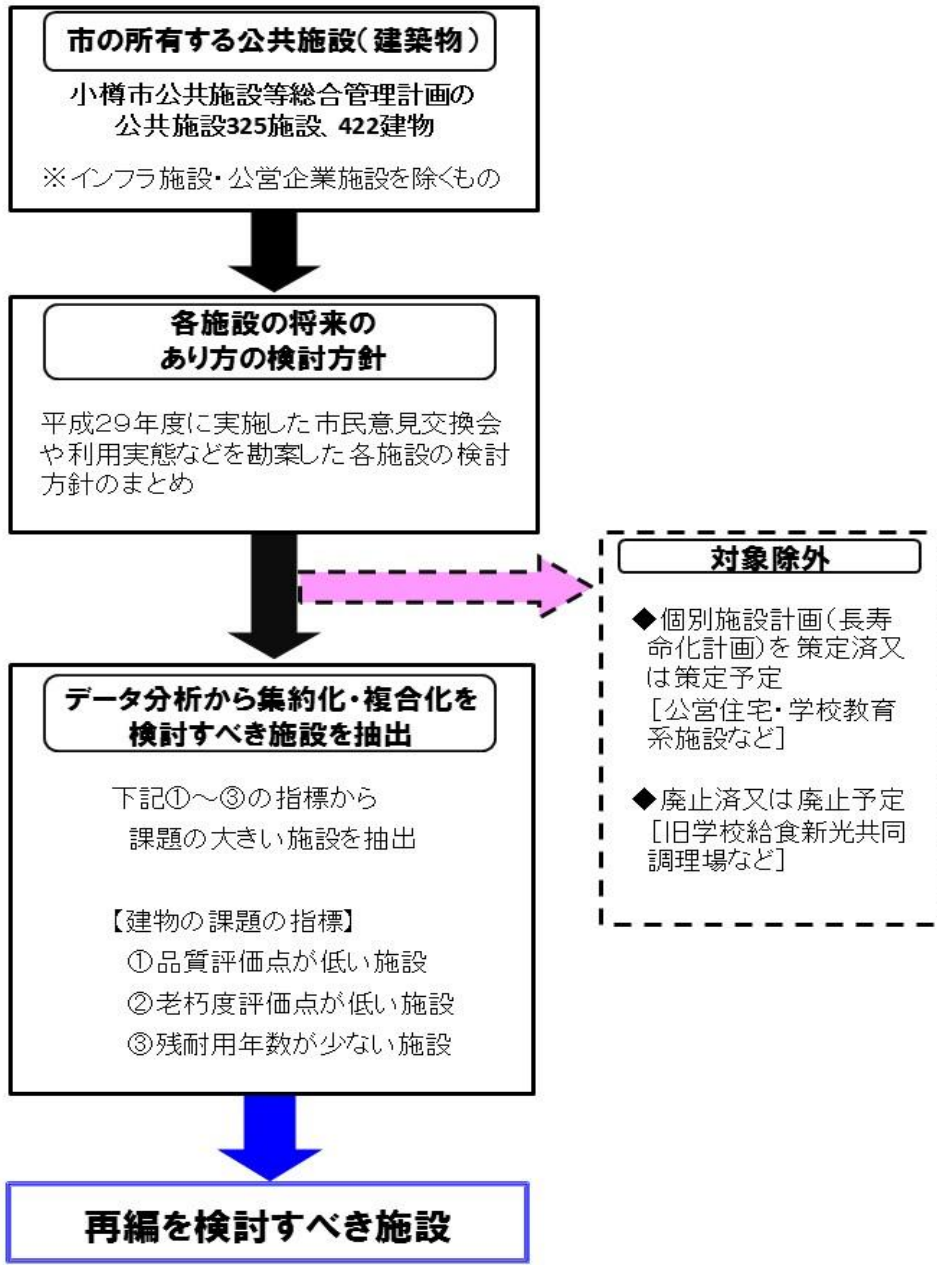 市の所有する公共施設(建築物)
小樽市公共施設等総合管理計画の
公共施設325施設、422建物
※インフラ施設・公営企業施設を除くもの
各施設の将来の
あり方の検討方針
平成29年度に実施した市民意見交換会
や利用実態などを勘案した各施設の検討
方針のまとめ
対象除外
◆個別施設計画(長寿
命化計画)を策定済又
は策定予定
[公営住宅・学校教育
系施設など]
◆廃止済又は廃止予定
[旧学校給食新光共同
調理場など]
データ分析から集約化・複合化を
検討すべき施設を抽出
下記①~③の指標から
課題の大きい施設を抽出
【建物の課題の指標】
①品質評価点が低い施設
②老朽度評価点が低い施設
③残耐用年数が少ない施設
再編を検討すべき施設